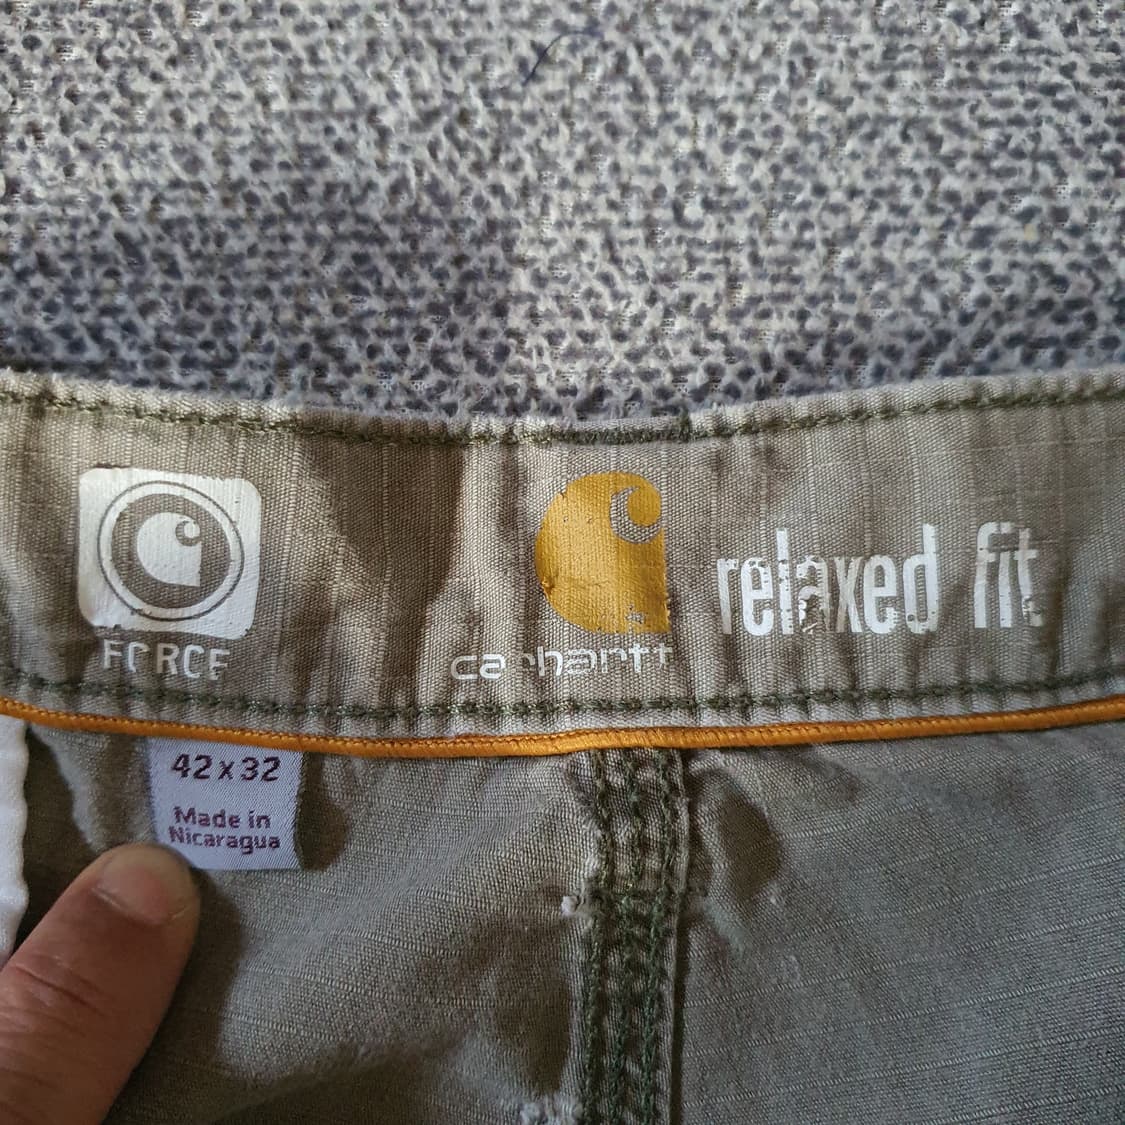 FORCE
carhartt
relaxed fit
42 x 32
Made in
Nicaragua